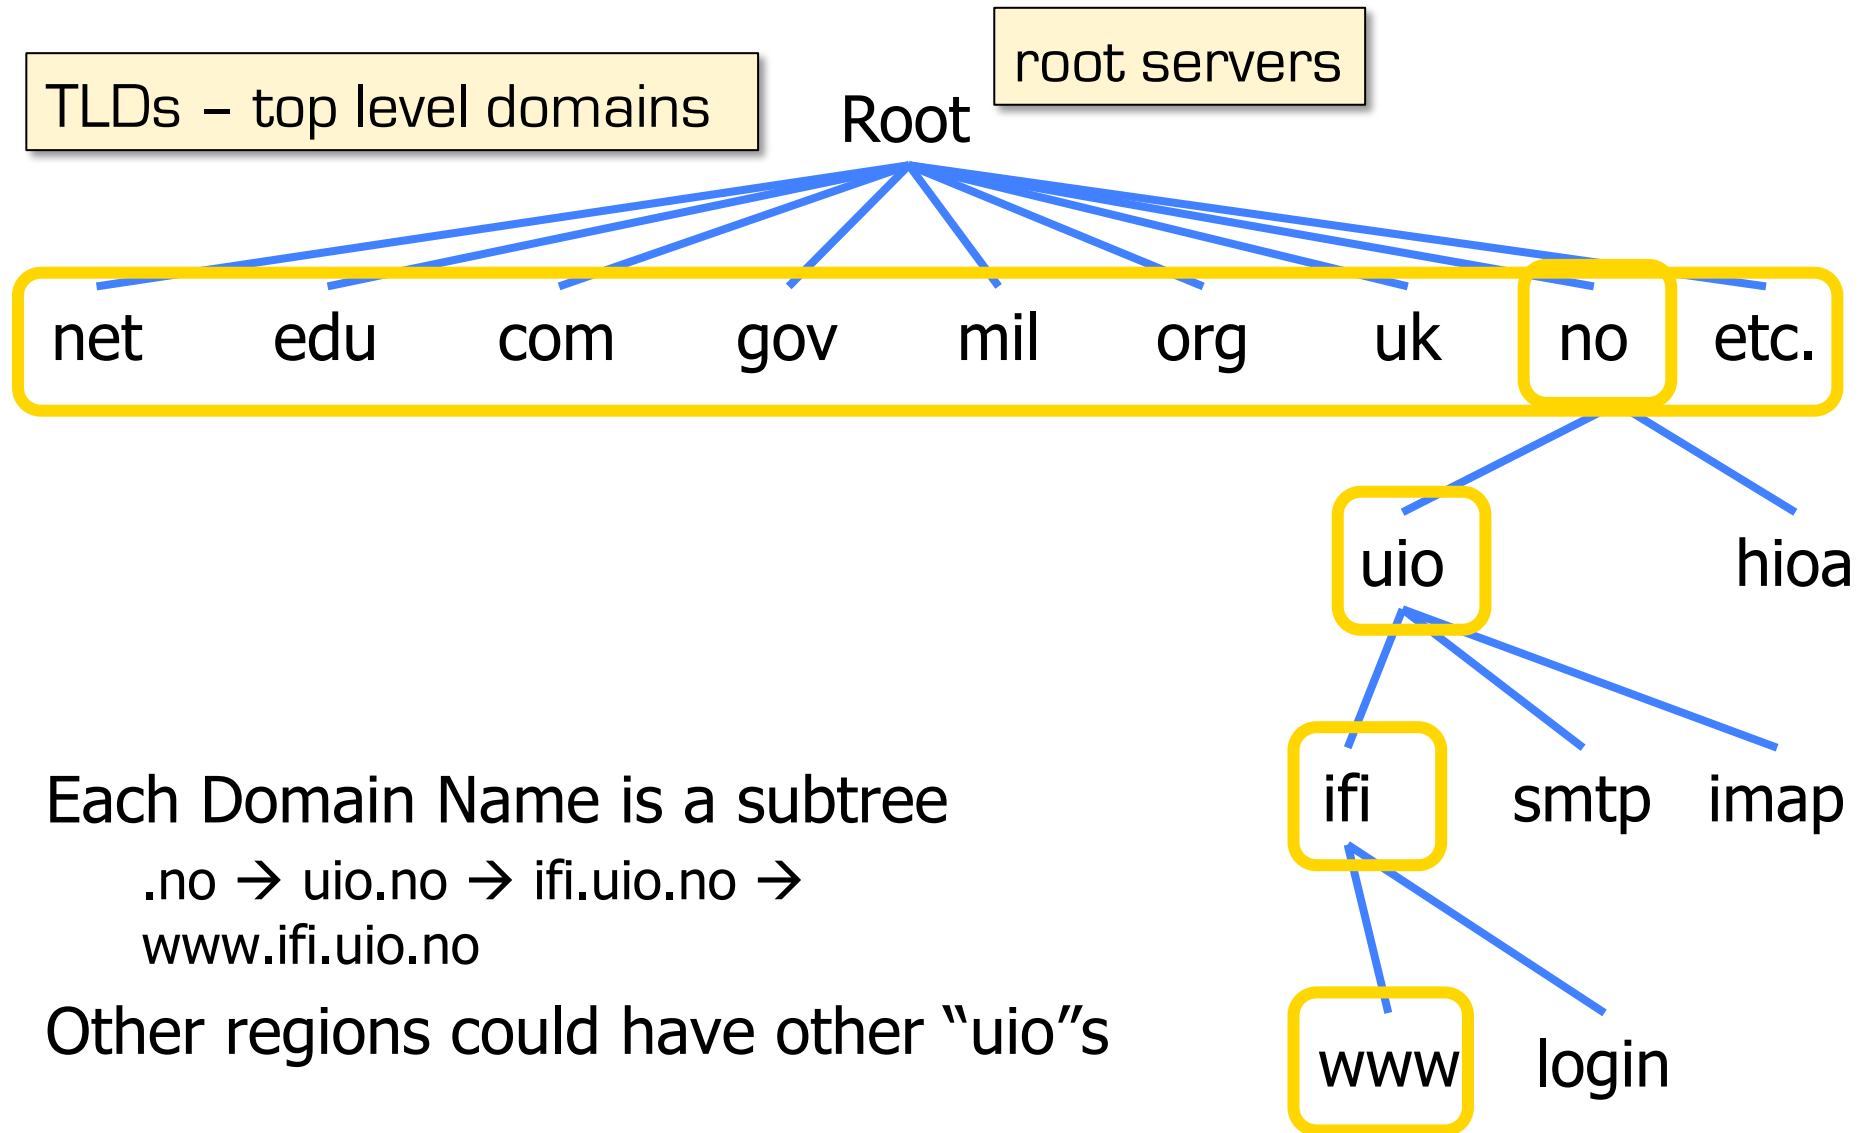 root servers
TLDs – top level domains
Root
net edu com gov mil org uk no etc.
uio hioa
ifi smtp imap
Each Domain Name is a subtree
.no → uio.no → ifi.uio.no →
www.ifi.uio.no
Other regions could have other “uio”s
www login